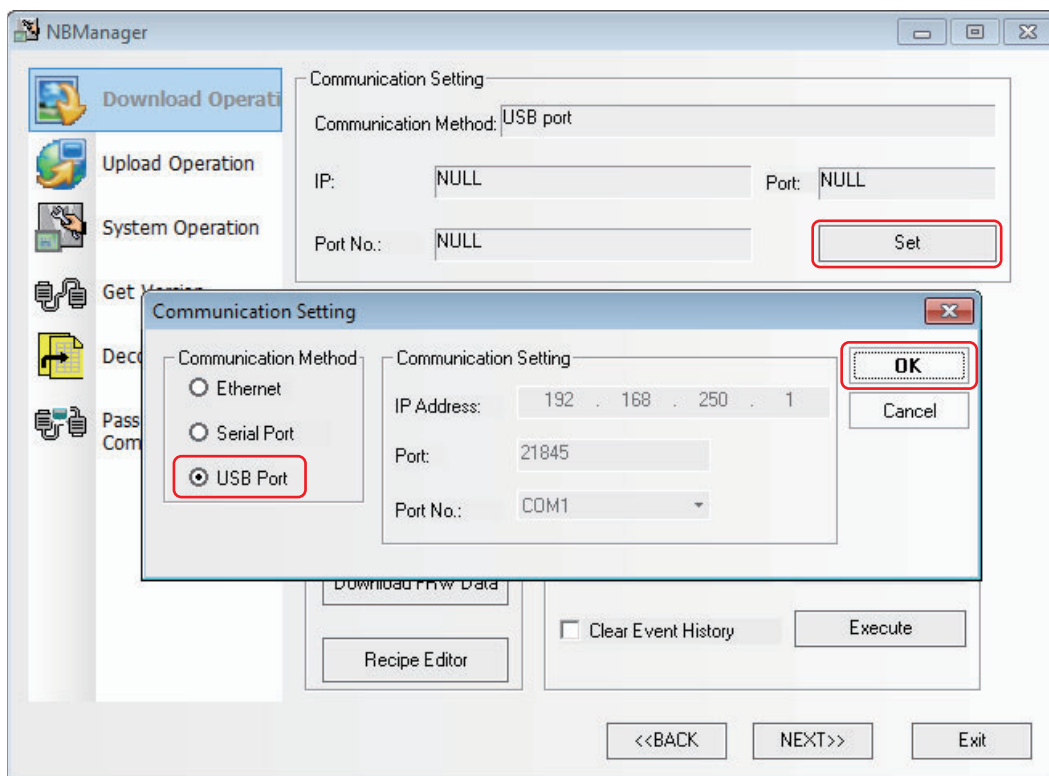 NBManager
Download Operati
Upload Operation
System Operation
Get
Deco
Pass
Com
Communication Setting
Communication Method: USB port
IP: NULL
Port: NULL
Port No.: NULL
Set
Communication Setting
Communication Method
Ethernet
Serial Port
USB Port
Communication Setting
IP Address: 192 . 168 . 250 . 1
Port: 21845
Port No.: COM1
OK
Cancel
Download PRW Data
Recipe Editor
Clear Event History
Execute
<<BACK
NEXT>>
Exit